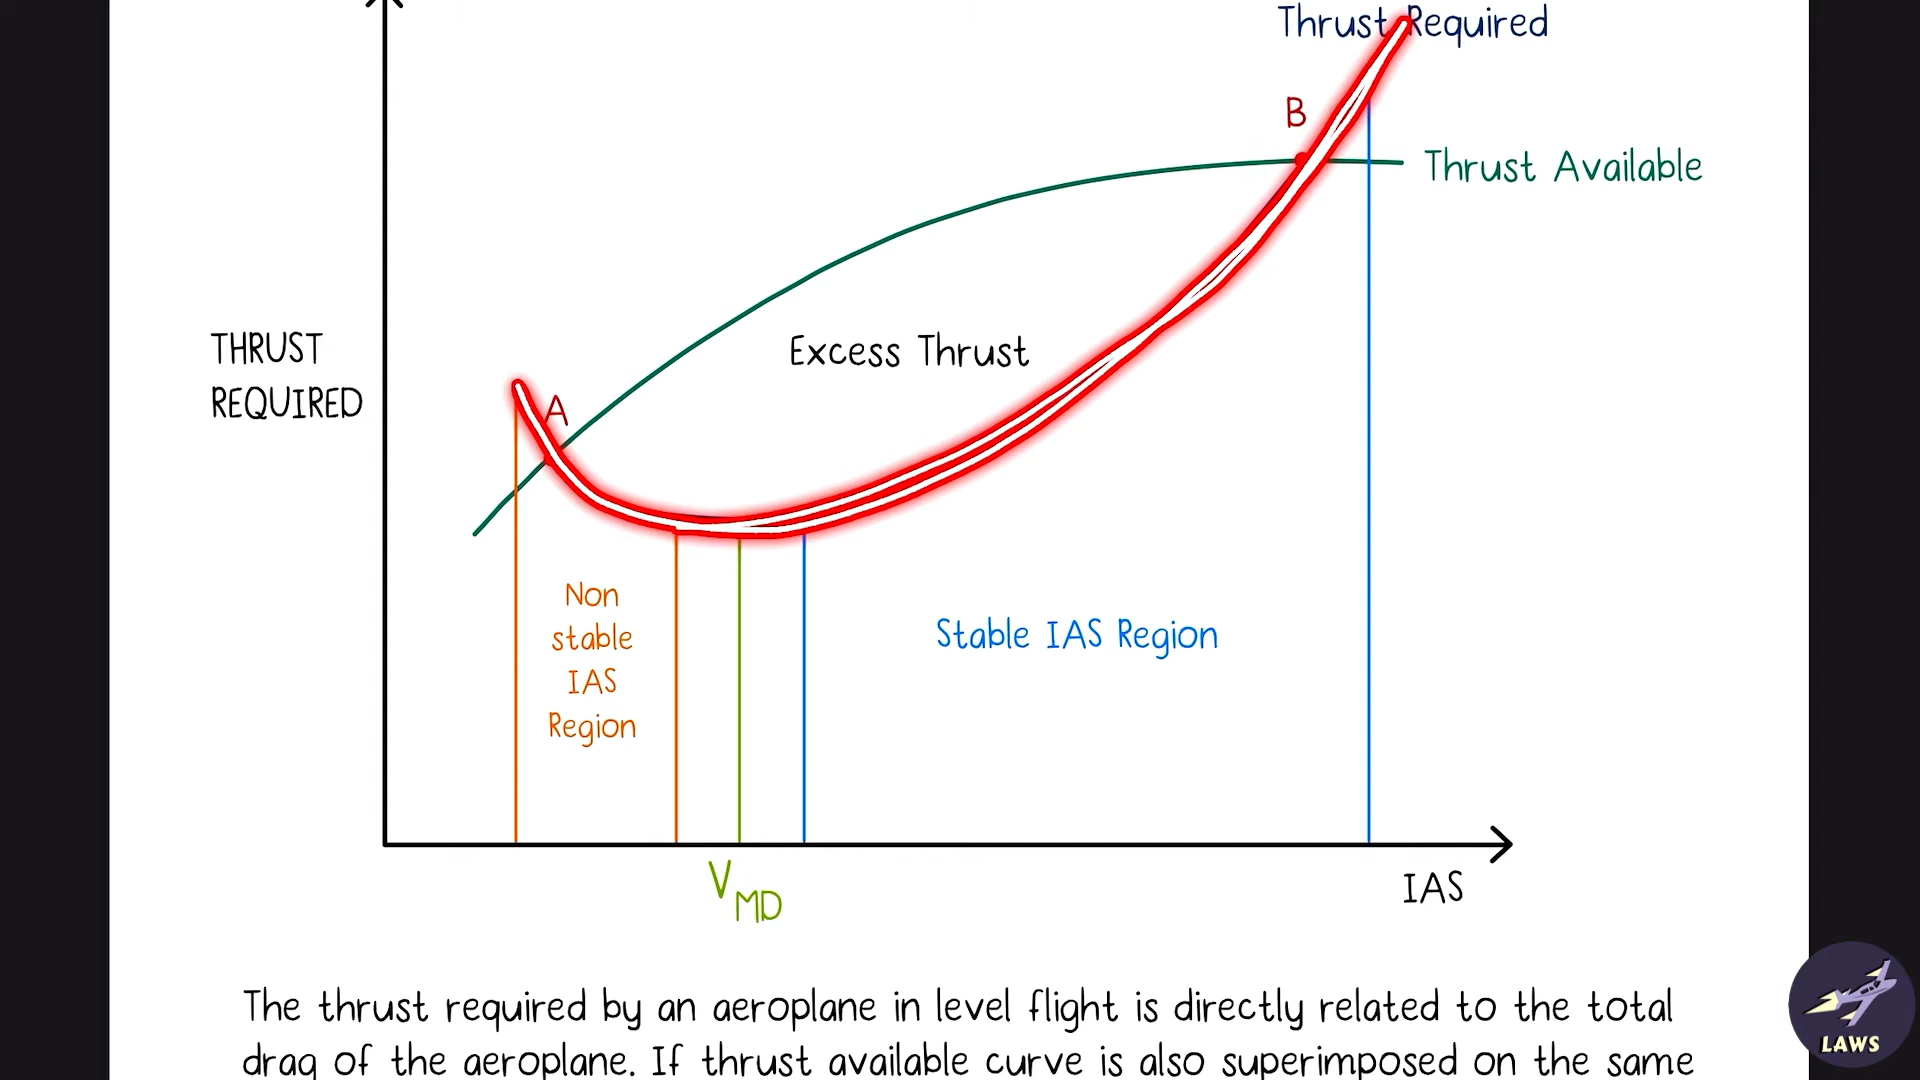 Thrust Required
B
Thrust Available
THRUST
REQUIRED
Excess Thrust
A
Non
stable
IAS
Region
Stable IAS Region
VMD
IAS
The thrust required by an aeroplane in level flight is directly related to the total
drag of the aeroplane. If thrust available curve is also superimposed on the same
LAWS